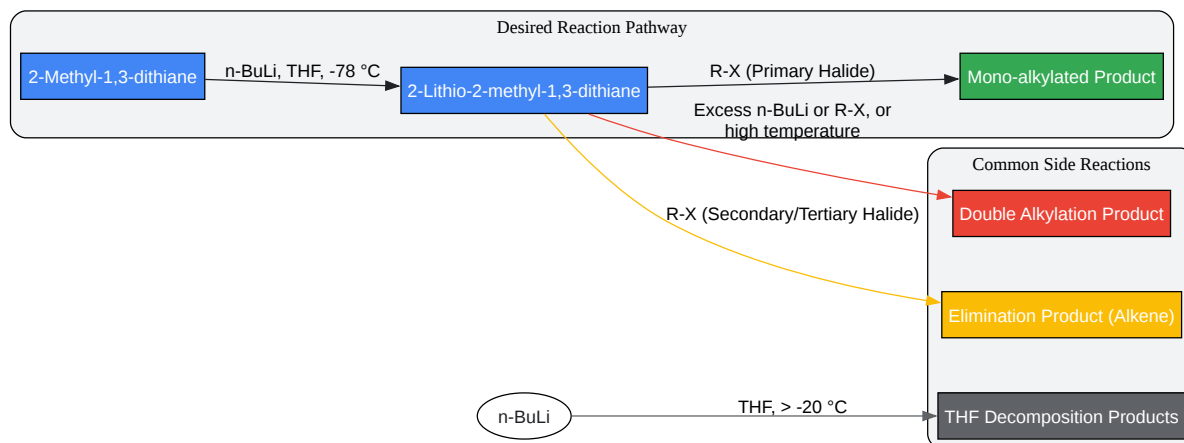 Desired Reaction Pathway
2-Methyl-1,3-dithiane
n-BuLi, THF, -78 °C
2-Lithio-2-methyl-1,3-dithiane
R-X (Primary Halide)
Mono-alkylated Product
Excess n-BuLi or R-X, or
high temperature
Common Side Reactions
Double Alkylation Product
R-X (Secondary/Tertiary Halide)
Elimination Product (Alkene)
n-BuLi
THF, > -20 °C
THF Decomposition Products